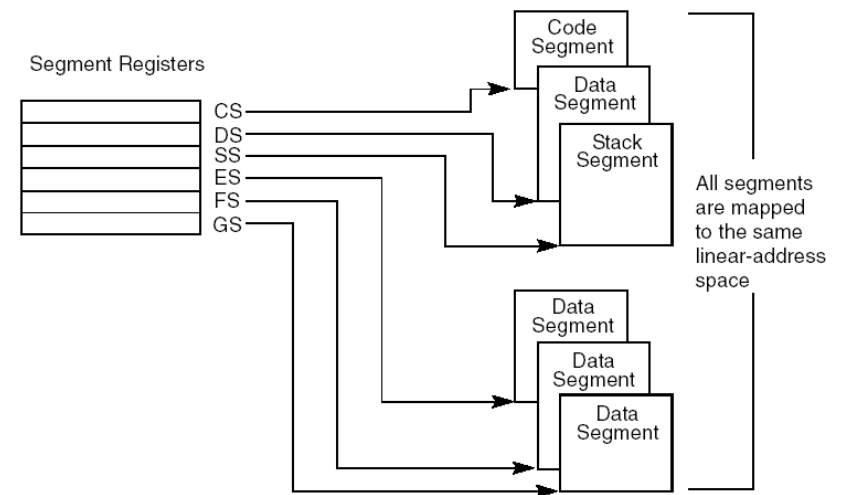 Segment Registers
CS
DS
SS
ES
FS
GS
Code
Segment
Data
Segment
Stack
Segment
Data
Segment
Data
Segment
Data
Segment
All segments
are mapped
to the same
linear-address
space